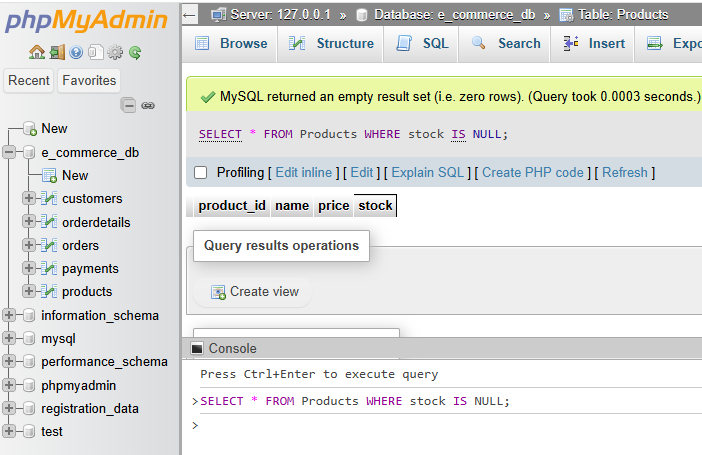 phpMyAdmin
Recent Favorites
New
e_commerce_db
New
customers
orderdetails
orders
payments
products
information_schema
mysql
performance_schema
phpmyadmin
registration_data
test
Server: 127.0.0.1 » Database: e_commerce_db » Table: Products
Browse Structure SQL Search Insert Expo
MySQL returned an empty result set (i.e. zero rows). (Query took 0.0003 seconds.)
SELECT * FROM Products WHERE stock IS NULL;
Profiling [ Edit inline ] [ Edit ] [ Explain SQL ] [ Create PHP code ] [ Refresh ]
product_id name price stock
Query results operations
Create view
Console
Press Ctrl+Enter to execute query
>SELECT * FROM Products WHERE stock IS NULL;
>